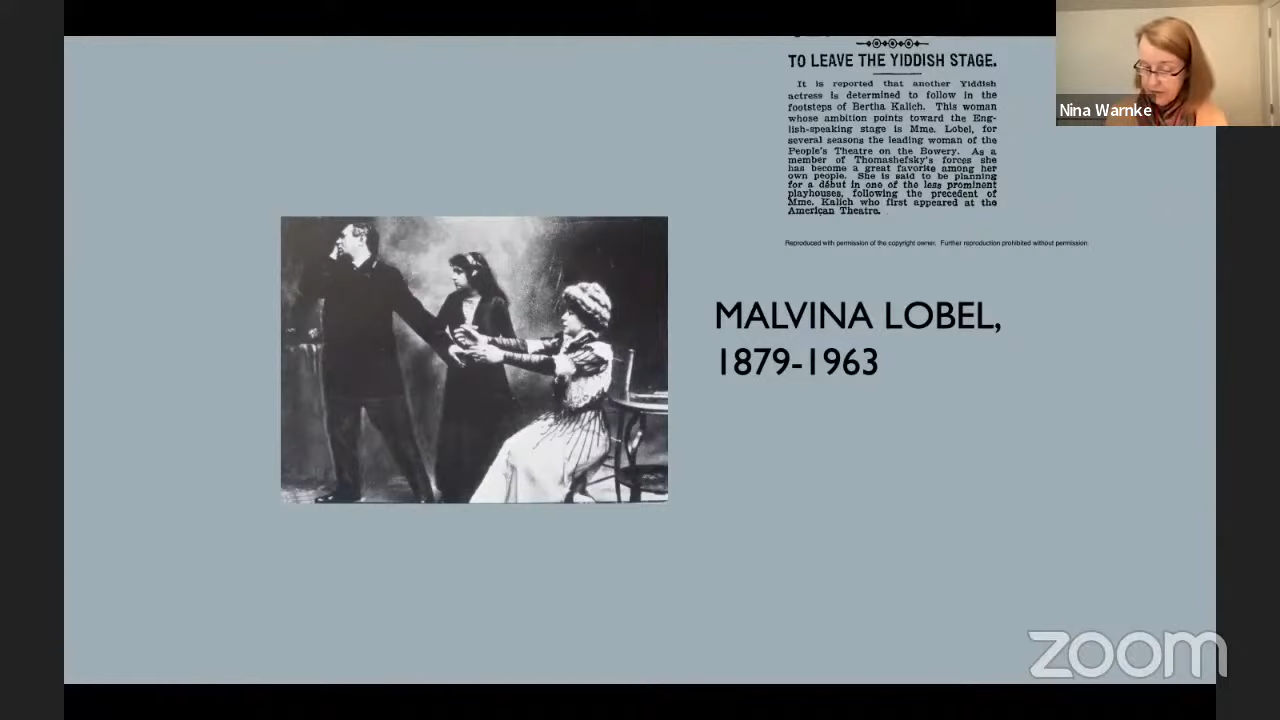 TO LEAVE THE YIDDISH STAGE.
It is reported that another Yiddish
actress is determined to follow in the
footsteps of Bertha Kalich. This woman
whose ambition points toward the Eng-
lish-speaking stage is Mme. Lobel, for
several seasons the leading woman of the
People's Theatre on the Bowery. As a
member of Thomashefsky's forces she
has become a great favorite among her
own people. She is said to be planning
for a début in one of the less prominent
playhouses, following the precedent of
Mme. Kalich who first appeared at the
American Theatre.
Reproduced with permission of the copyright owner. Further reproduction prohibited without permission.
MALVINA LOBEL,
1879-1963
Nina Warnke
zoom